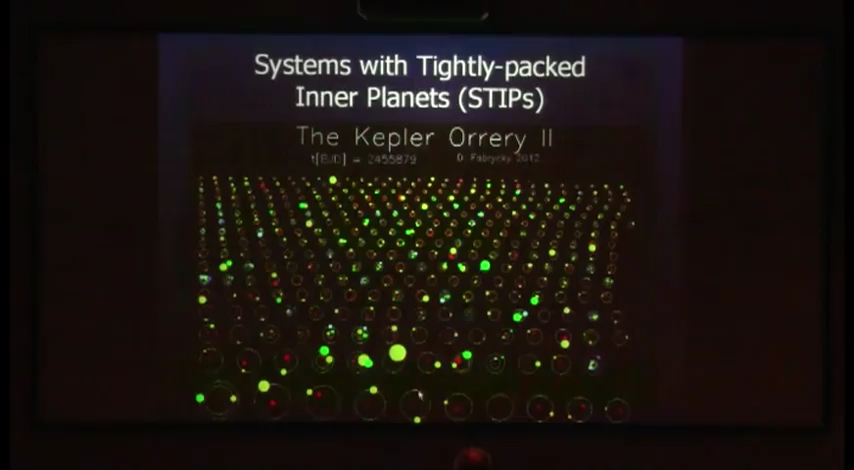 Systems with Tightly-packed
Inner Planets (STIPs)
The Kepler Orrery II
t[BJD] = 2455879 D. Fabrycky 2012